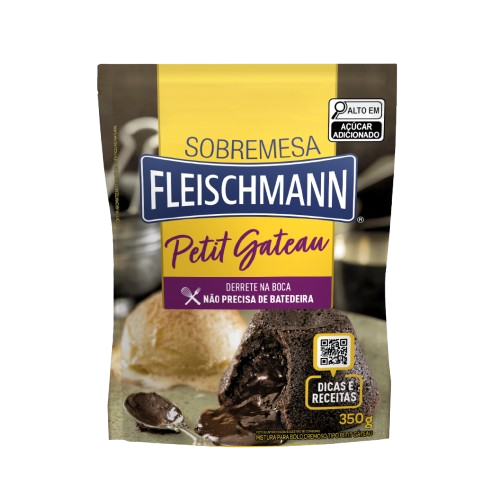 ALTO EM
AÇÚCAR
ADICIONADO
SOBREMESA
FLEISCHMANN
®
Petit Gateau
DERRETE NA BOCA
NÃO PRECISA DE BATEDEIRA
DICAS E
RECEITAS
350g
MISTURA PARA BOLO CREMOSO TIPO PETIT GATEAU